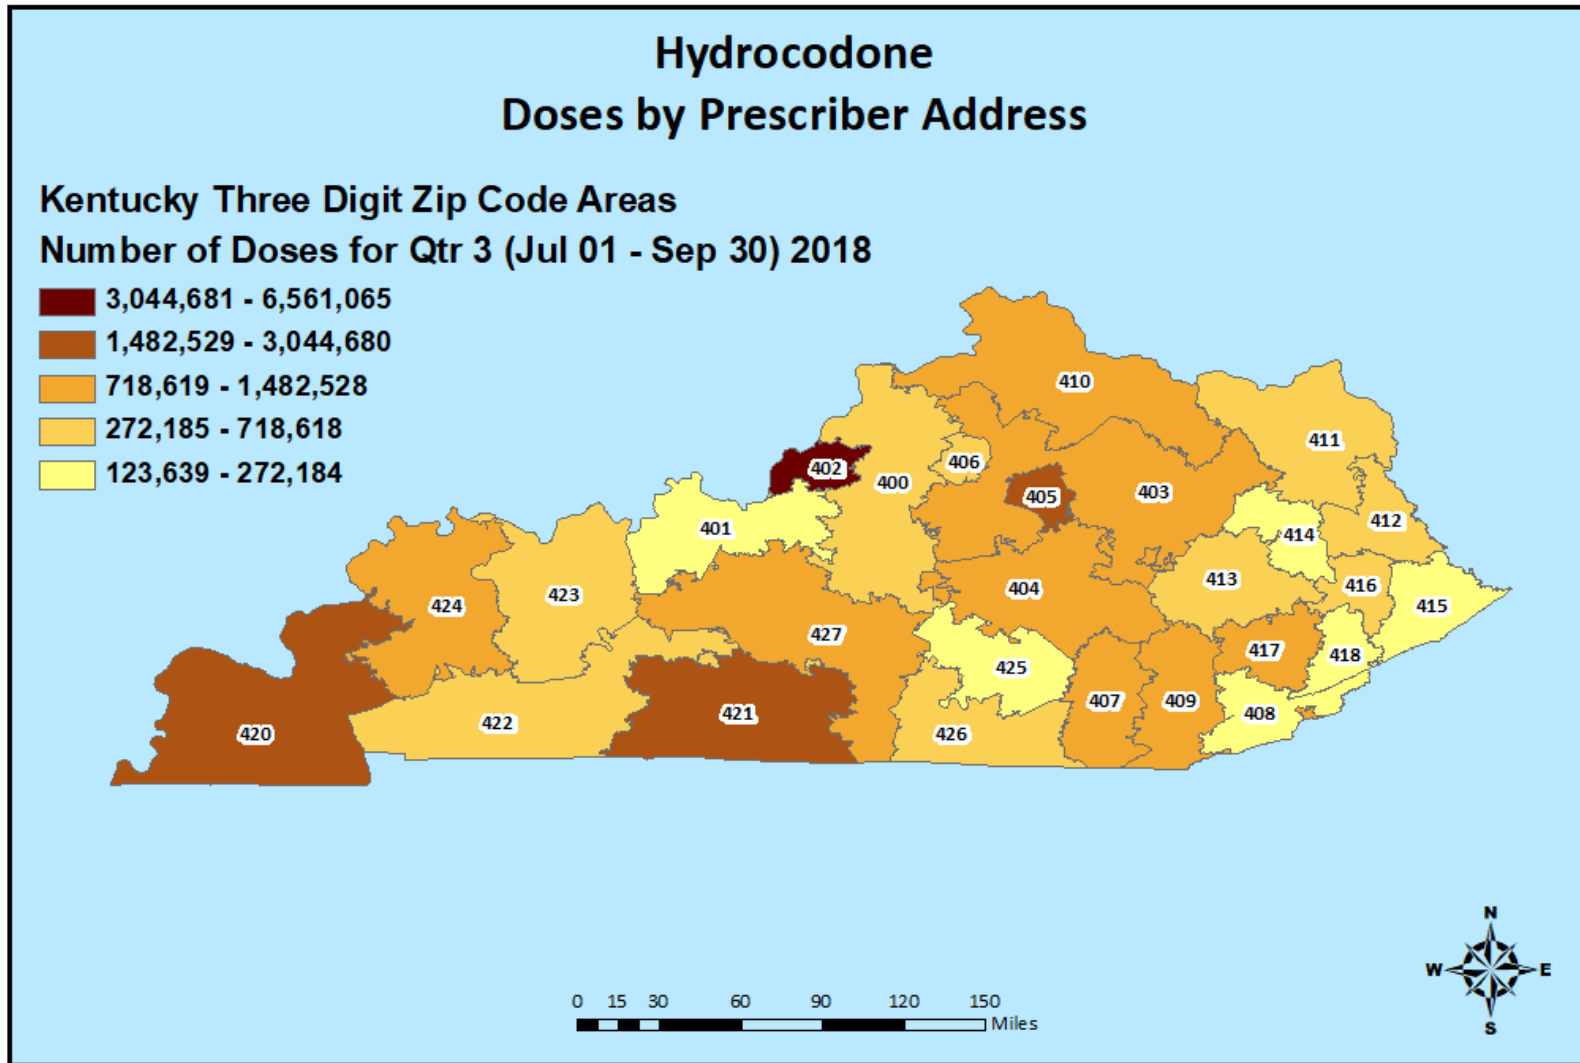 Hydrocodone
Doses by Prescriber Address
Kentucky Three Digit Zip Code Areas
Number of Doses for Qtr 3 (Jul 01 - Sep 30) 2018
3,044,681 - 6,561,065
1,482,529 - 3,044,680
718,619 - 1,482,528
272,185 - 718,618
123,639 - 272,184
410
411
402
406
400
405
403
401
412
414
413
416
415
404
423
424
427
417
418
425
407
409
408
421
422
426
420
N
W E
S
0 15 30 60 90 120 150
Miles